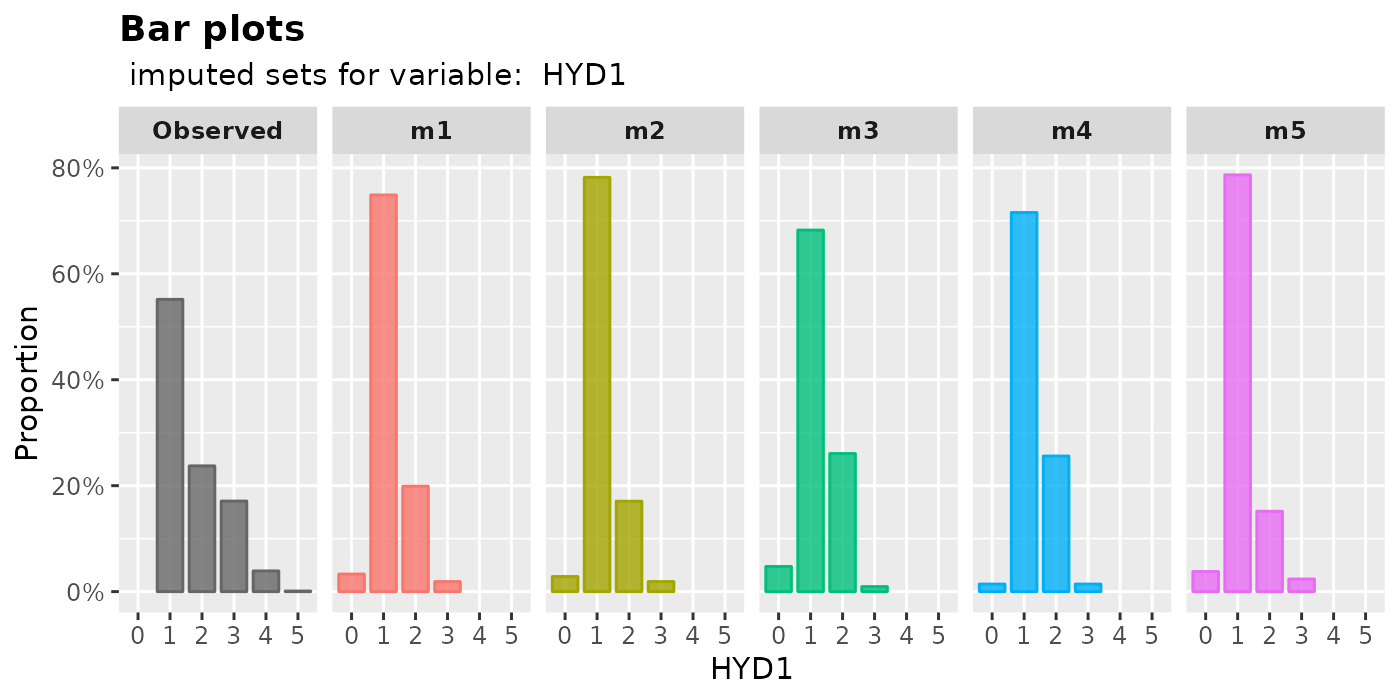 Bar plots
imputed sets for variable:  HYD1
Observed m1 m2 m3 m4 m5
80%
60%
40%
20%
0%
Proportion
0 1 2 3 4 5 0 1 2 3 4 5 0 1 2 3 4 5 0 1 2 3 4 5 0 1 2 3 4 5 0 1 2 3 4 5
HYD1